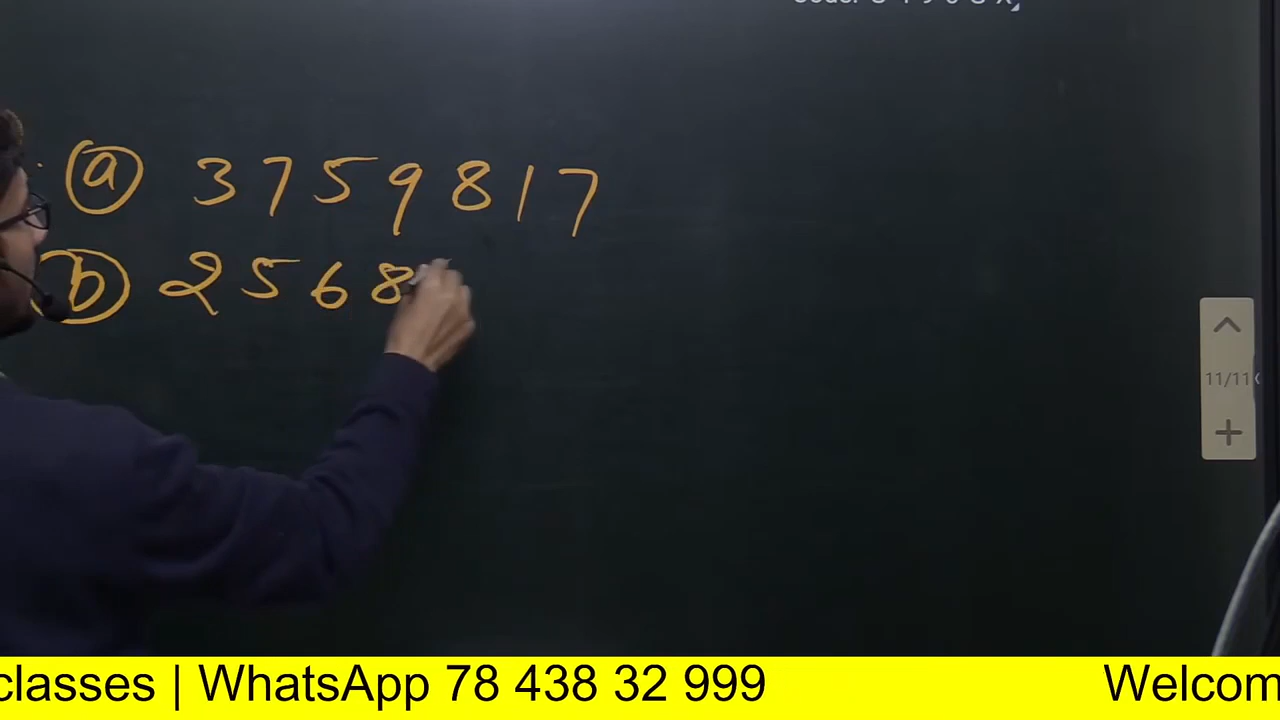 ⓐ 3759817
ⓑ 2568
11/11
classes | WhatsApp 78 438 32 999 Welcom